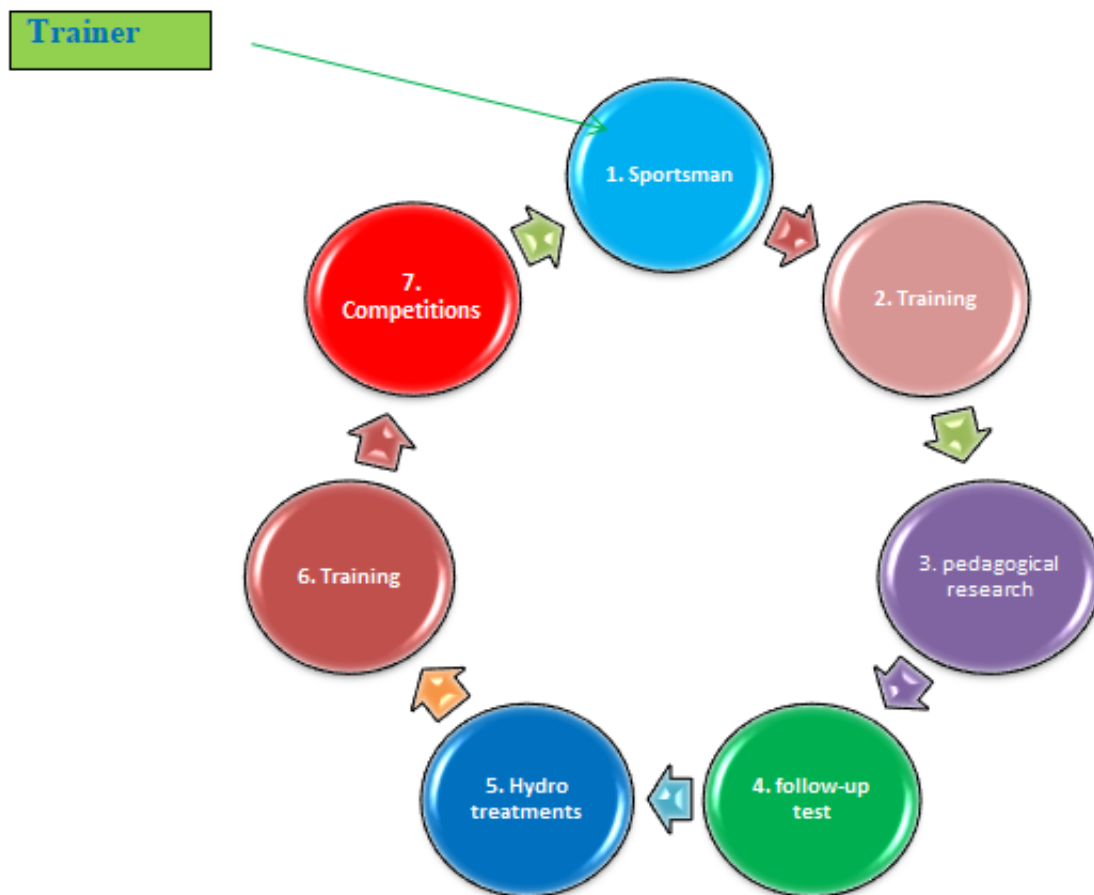 Trainer
1. Sportsman
2. Training
3. pedagogical
research
4. follow-up
test
5. Hydro
treatments
6. Training
7.
Competitions